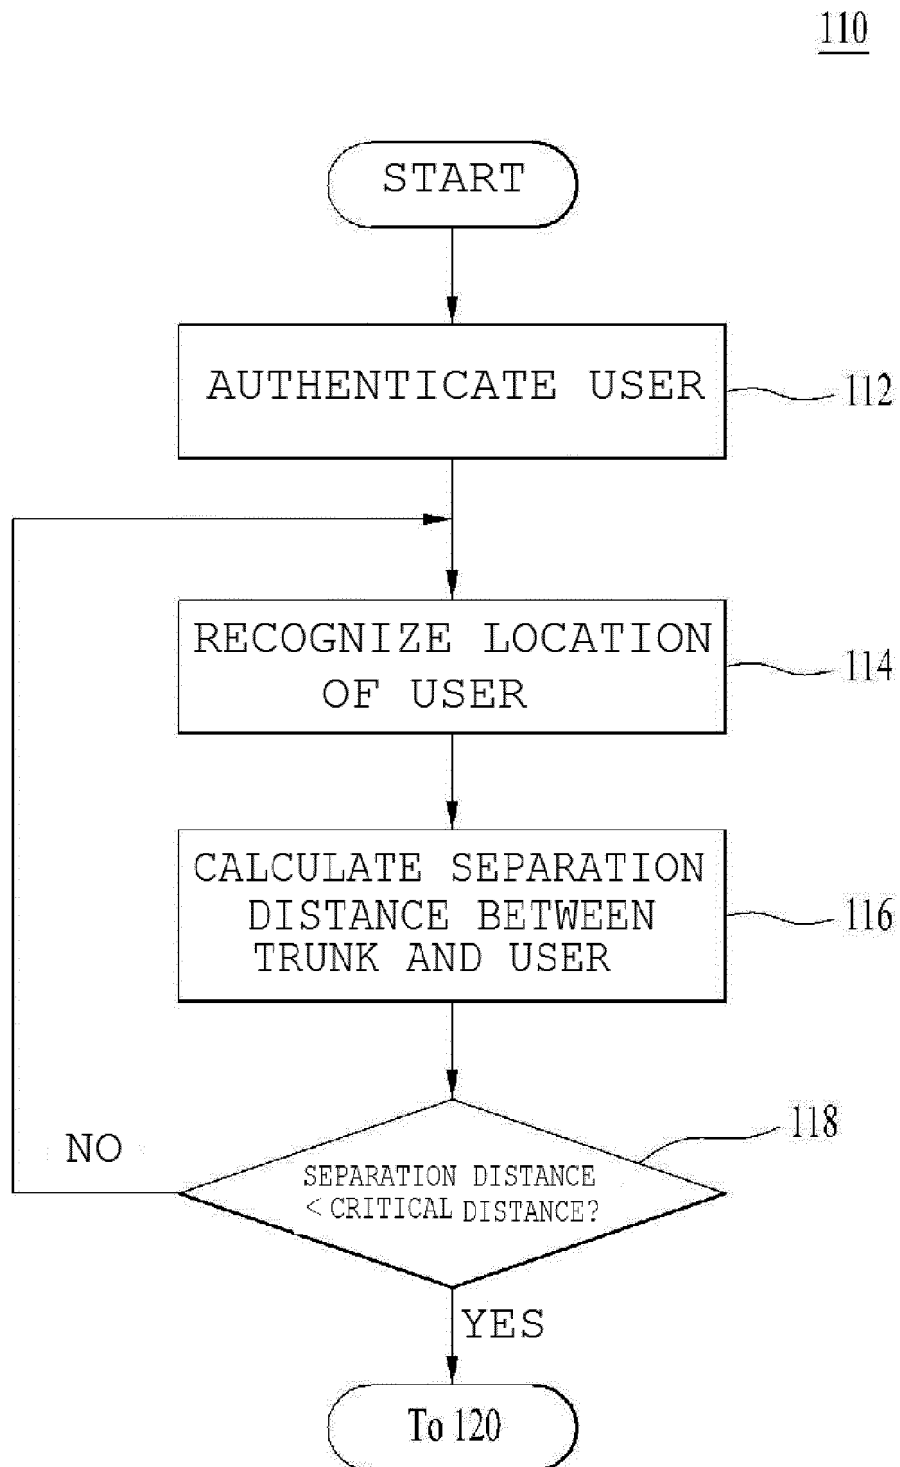 110
START
AUTHENTICATE USER
112
RECOGNIZE LOCATION
OF USER
114
CALCULATE SEPARATION
DISTANCE BETWEEN
TRUNK AND USER
116
118
SEPARATION DISTANCE
< CRITICAL DISTANCE?
NO
YES
To 120